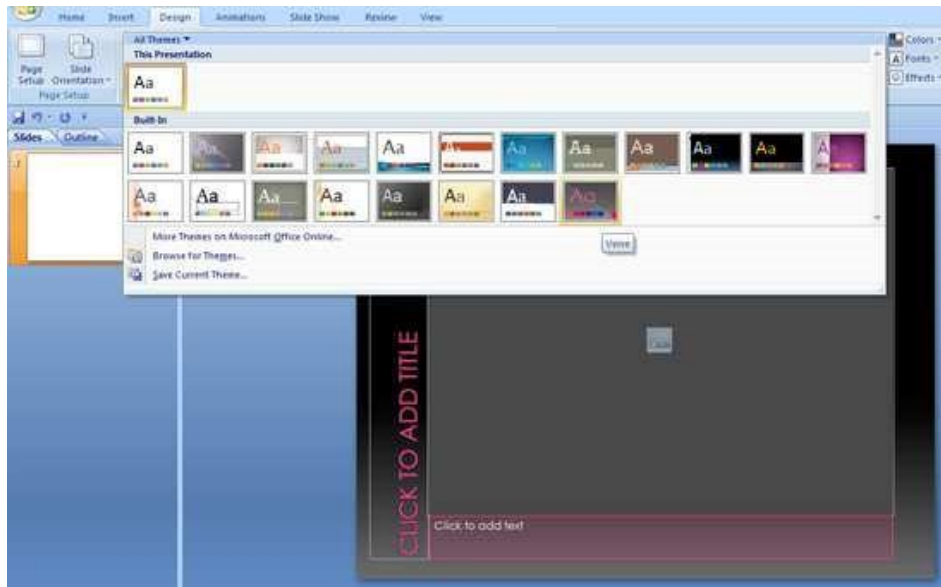 Home Insert Design Animations Slide Show Review View
All Themes
Colors
This Presentation
Fonts
Aa
Effects
Page Setup
Slide Orientation
Page Setup
Built-In
Aa Aa Aa Aa Aa Aa Aa Aa Aa Aa Aa A
Slides Outline
1
Aa Aa Aa Aa Aa Aa Aa Aa
More Themes on Microsoft Office Online...
Verve
Browse for Themes...
Save Current Theme...
CLICK TO ADD TITLE
Click to add text